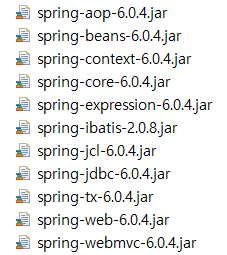 spring-aop-6.0.4.jar
spring-beans-6.0.4.jar
spring-context-6.0.4.jar
spring-core-6.0.4.jar
spring-expression-6.0.4.jar
spring-ibatis-2.0.8.jar
spring-jcl-6.0.4.jar
spring-jdbc-6.0.4.jar
spring-tx-6.0.4.jar
spring-web-6.0.4.jar
spring-webmvc-6.0.4.jar